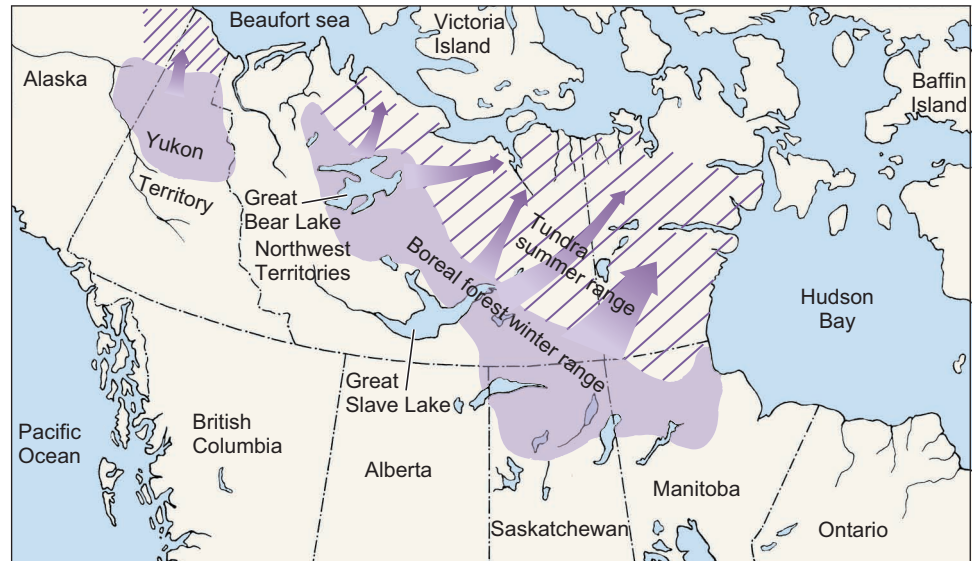 Beaufort sea
Victoria
Island
Alaska
Baffin
Island
Yukon
Territory
Great
Bear Lake
Northwest
Territories
Tundra
summer range
Boreal forest winter range
Hudson
Bay
Great
Slave Lake
Pacific
Ocean
British
Columbia
Alberta
Saskatchewan
Manitoba
Ontario